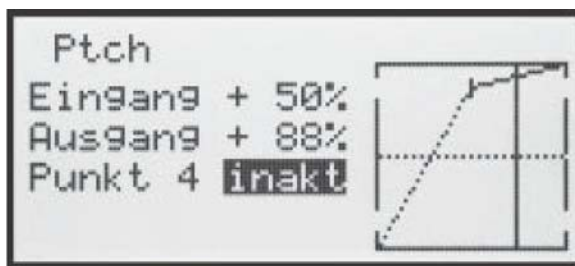 Ptch
Eingang + 50%
Ausgang + 88%
Punkt 4 inakt